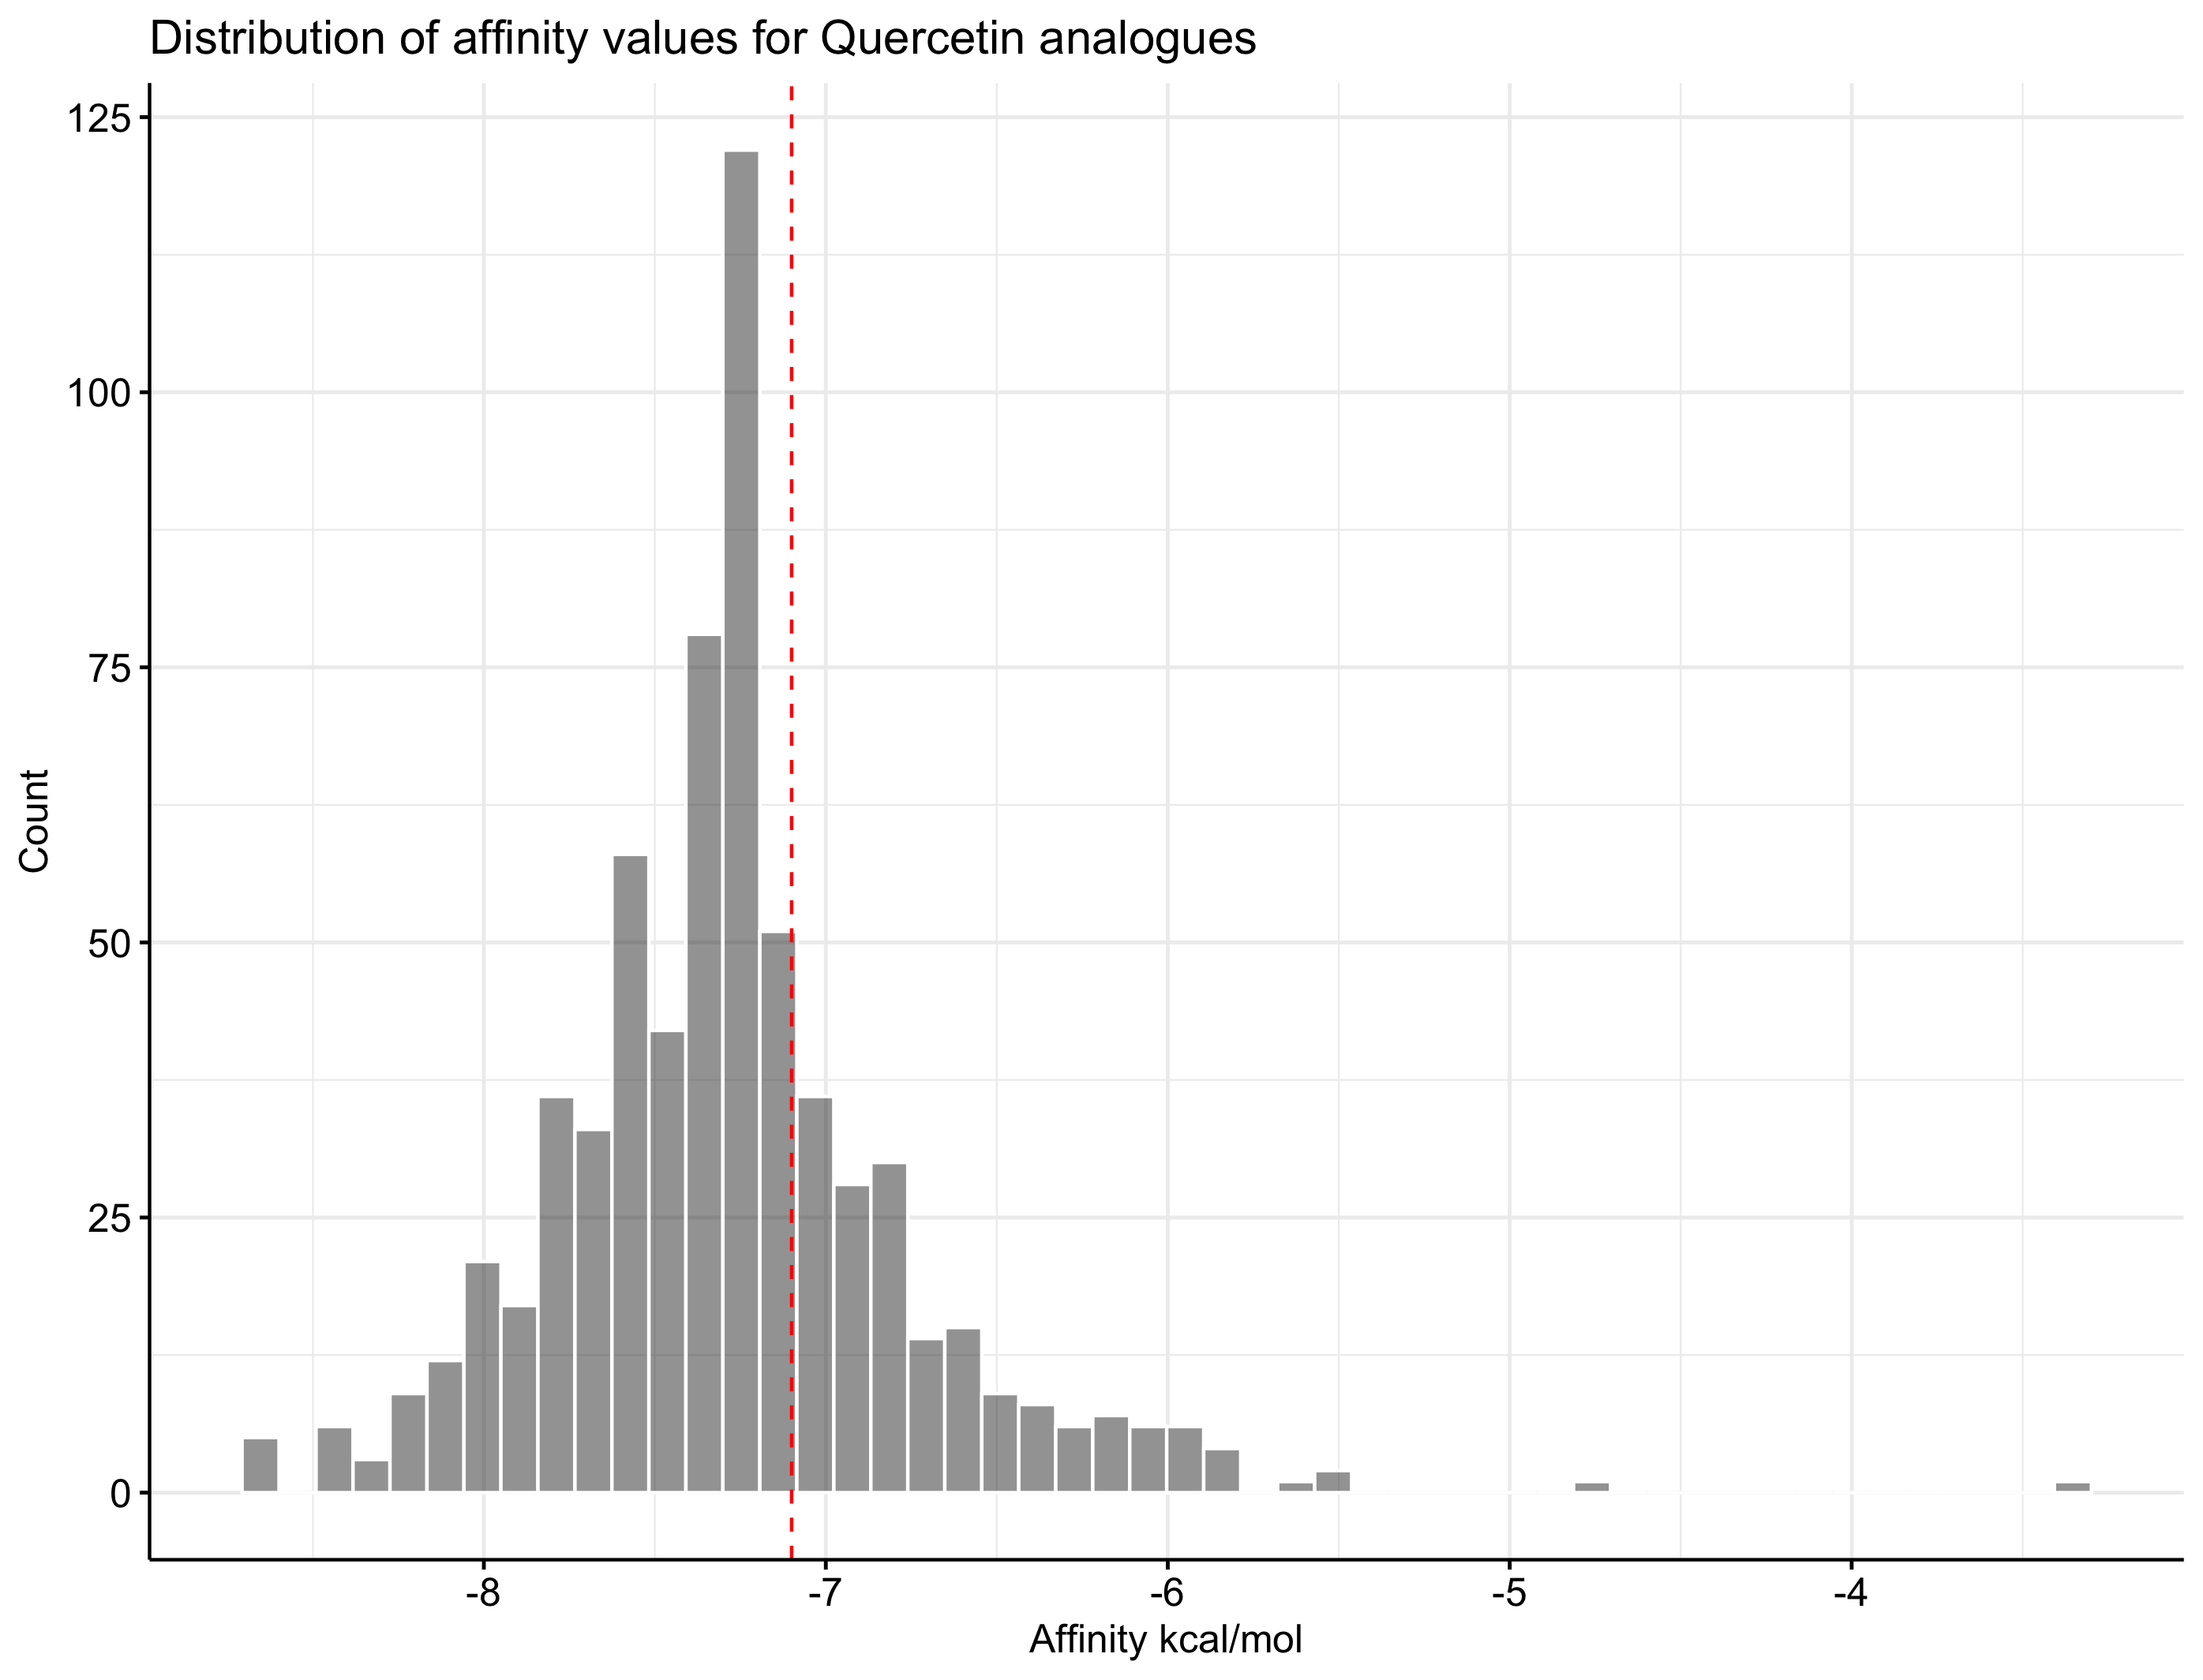 Distribution of affinity values for Quercetin analogues
125
100
75
50
25
0
Count
-8 -7 -6 -5 -4
Affinity kcal/mol